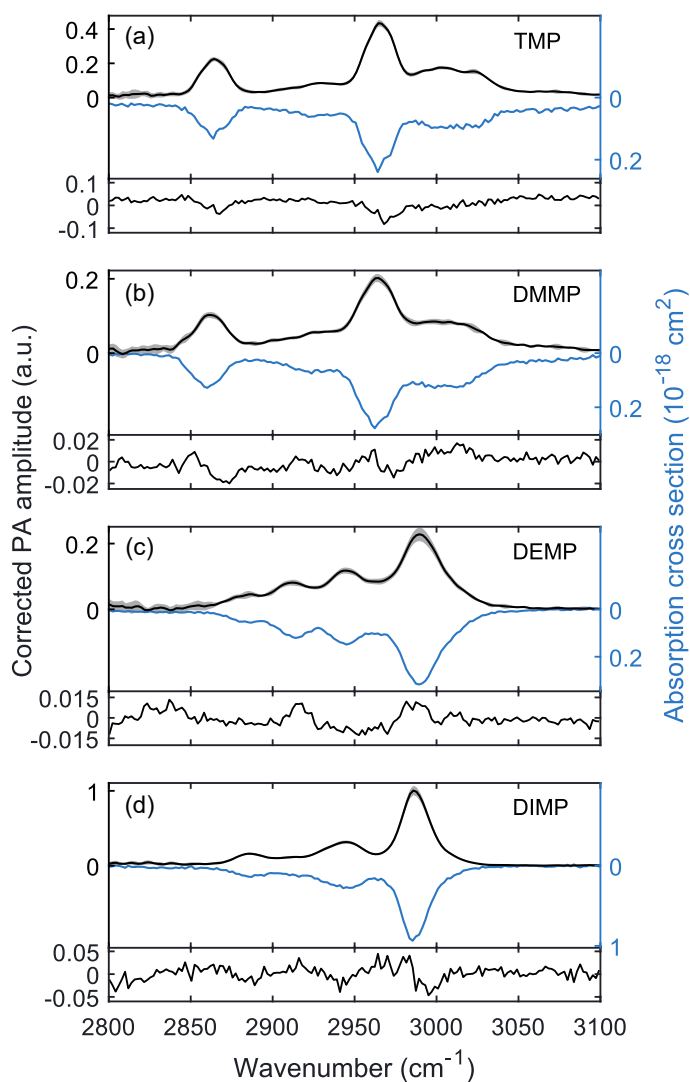 (a)
TMP
0.4
0.2
0
0
0.2
0.1
0
-0.1
(b)
DMMP
0.2
0
0
0.2
0.02
0
-0.02
(c)
DEMP
0.2
0
0
0.2
0.015
0
-0.015
(d)
DIMP
1
0
0
1
0.05
0
-0.05
2800 2850 2900 2950 3000 3050 3100
Wavenumber (cm⁻¹)
Corrected PA amplitude (a.u.)
Absorption cross section (10⁻¹⁸ cm²)